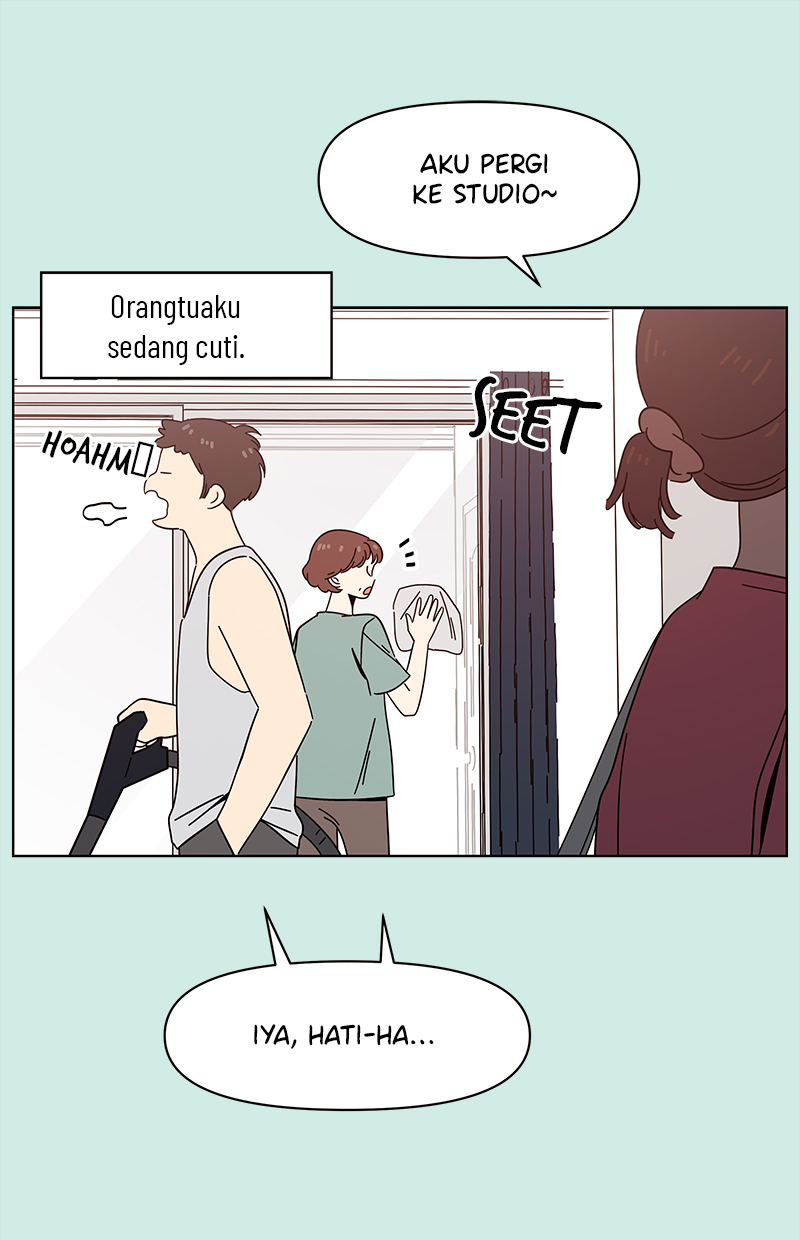 AKU PERGI
KE STUDIO~
Orangtuaku
sedang cuti.
SEET
HOAHM
IYA, HATI-HA...